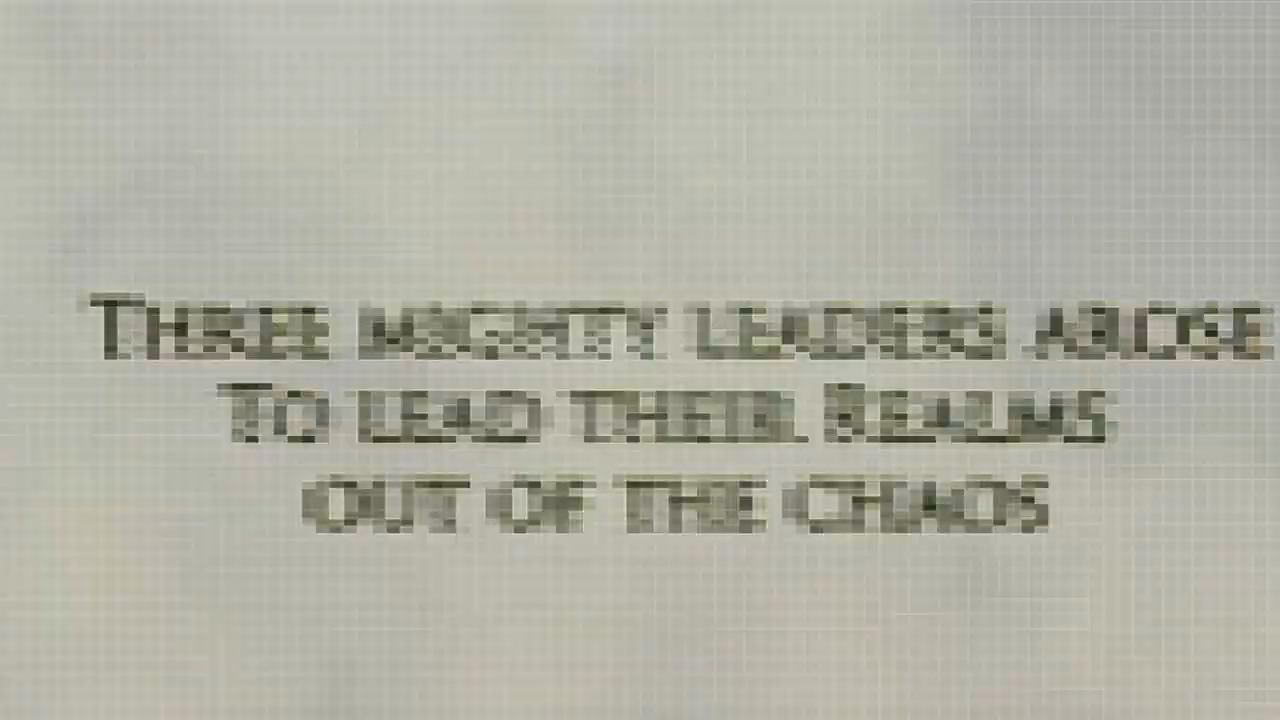 Three mighty leaders arose
To lead their Realms
out of the Chaos